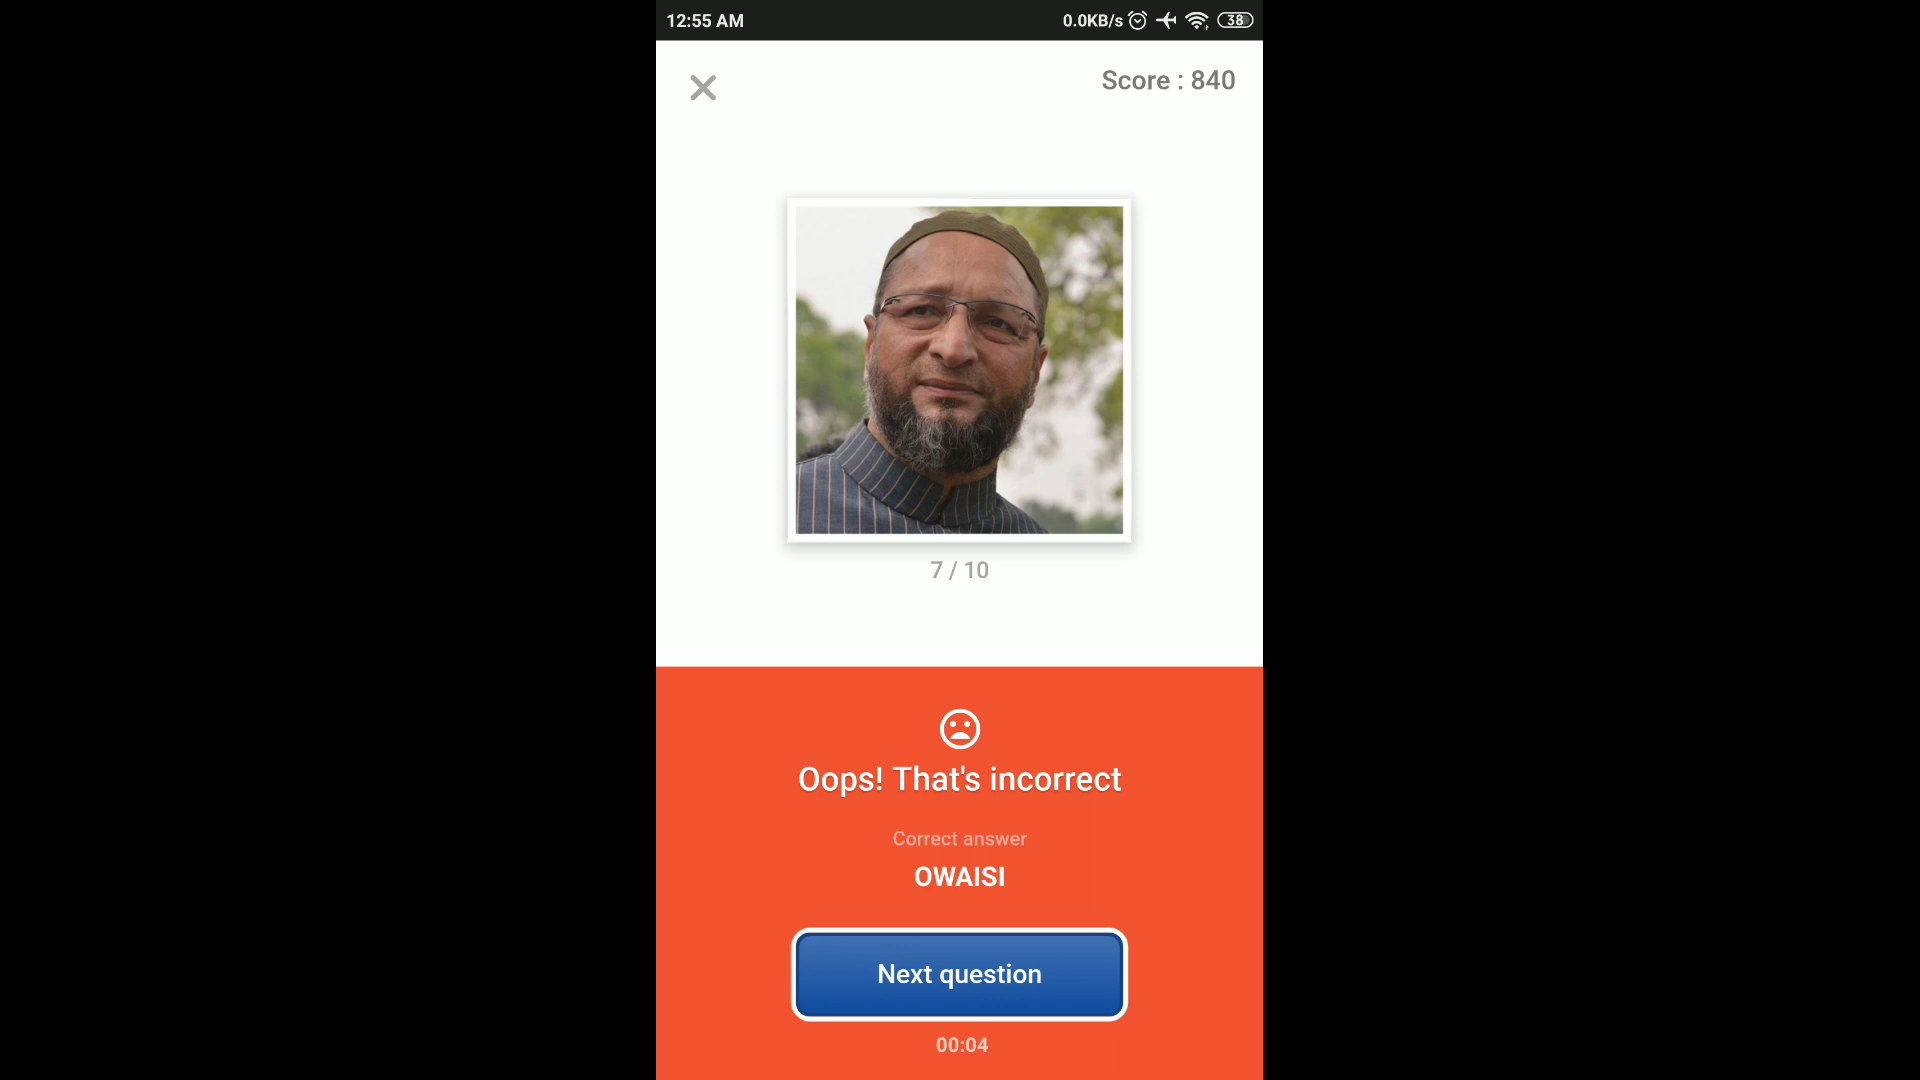 12:55 AM
0.0KB/s
38
Score : 840
7 / 10
Oops! That's incorrect
Correct answer
OWAISI
Next question
00:04